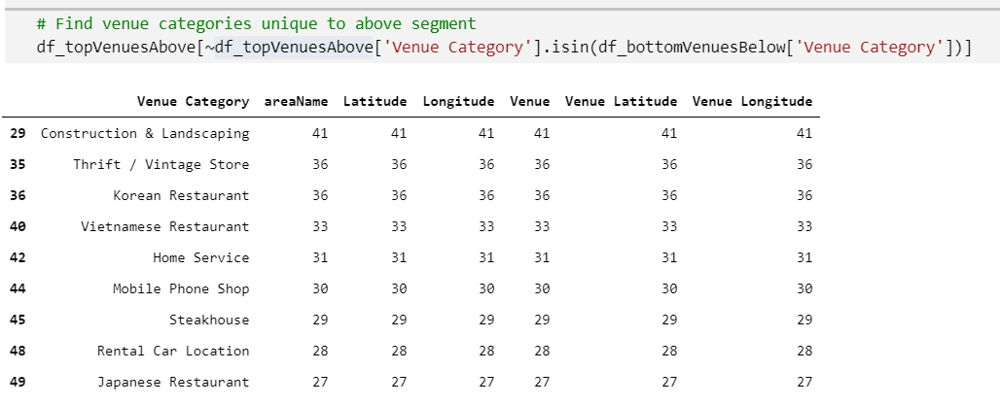 # Find venue categories unique to above segment
df_topVenuesAbove[~df_topVenuesAbove['Venue Category'].isin(df_bottomVenuesBelow['Venue Category'])]
Venue Category areaName Latitude Longitude Venue Venue Latitude Venue Longitude
29 Construction & Landscaping 41 41 41 41 41 41
35 Thrift / Vintage Store 36 36 36 36 36 36
36 Korean Restaurant 36 36 36 36 36 36
40 Vietnamese Restaurant 33 33 33 33 33 33
42 Home Service 31 31 31 31 31 31
44 Mobile Phone Shop 30 30 30 30 30 30
45 Steakhouse 29 29 29 29 29 29
48 Rental Car Location 28 28 28 28 28 28
49 Japanese Restaurant 27 27 27 27 27 27